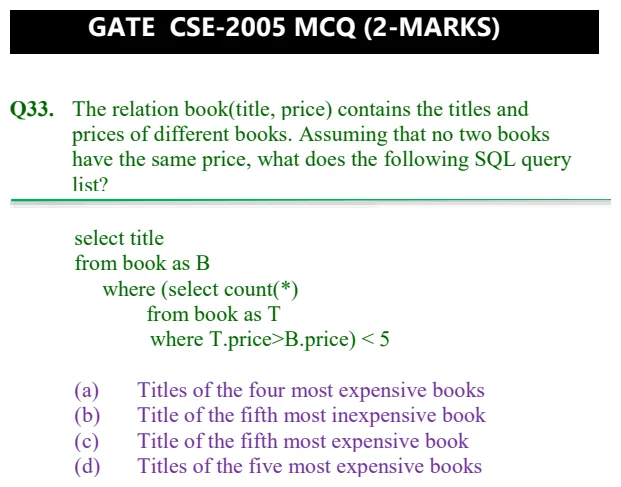 GATE CSE-2005 MCQ (2-MARKS)
Q33. The relation book(title, price) contains the titles and
prices of different books. Assuming that no two books
have the same price, what does the following SQL query
list?
select title
from book as B
where (select count(*)
from book as T
where T.price>B.price) < 5
(a) Titles of the four most expensive books
(b) Title of the fifth most inexpensive book
(c) Title of the fifth most expensive book
(d) Titles of the five most expensive books